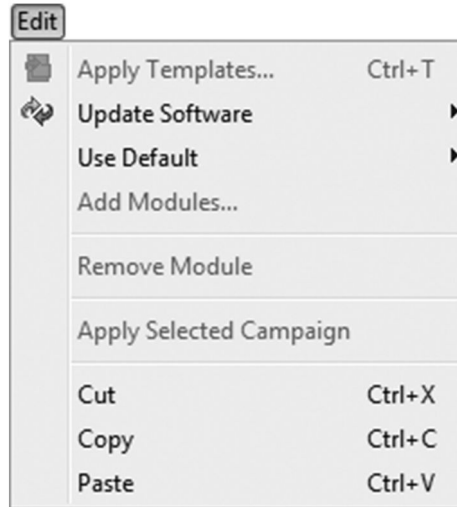 Edit
Apply Templates... Ctrl+T
Update Software
Use Default
Add Modules...
Remove Module
Apply Selected Campaign
Cut Ctrl+X
Copy Ctrl+C
Paste Ctrl+V